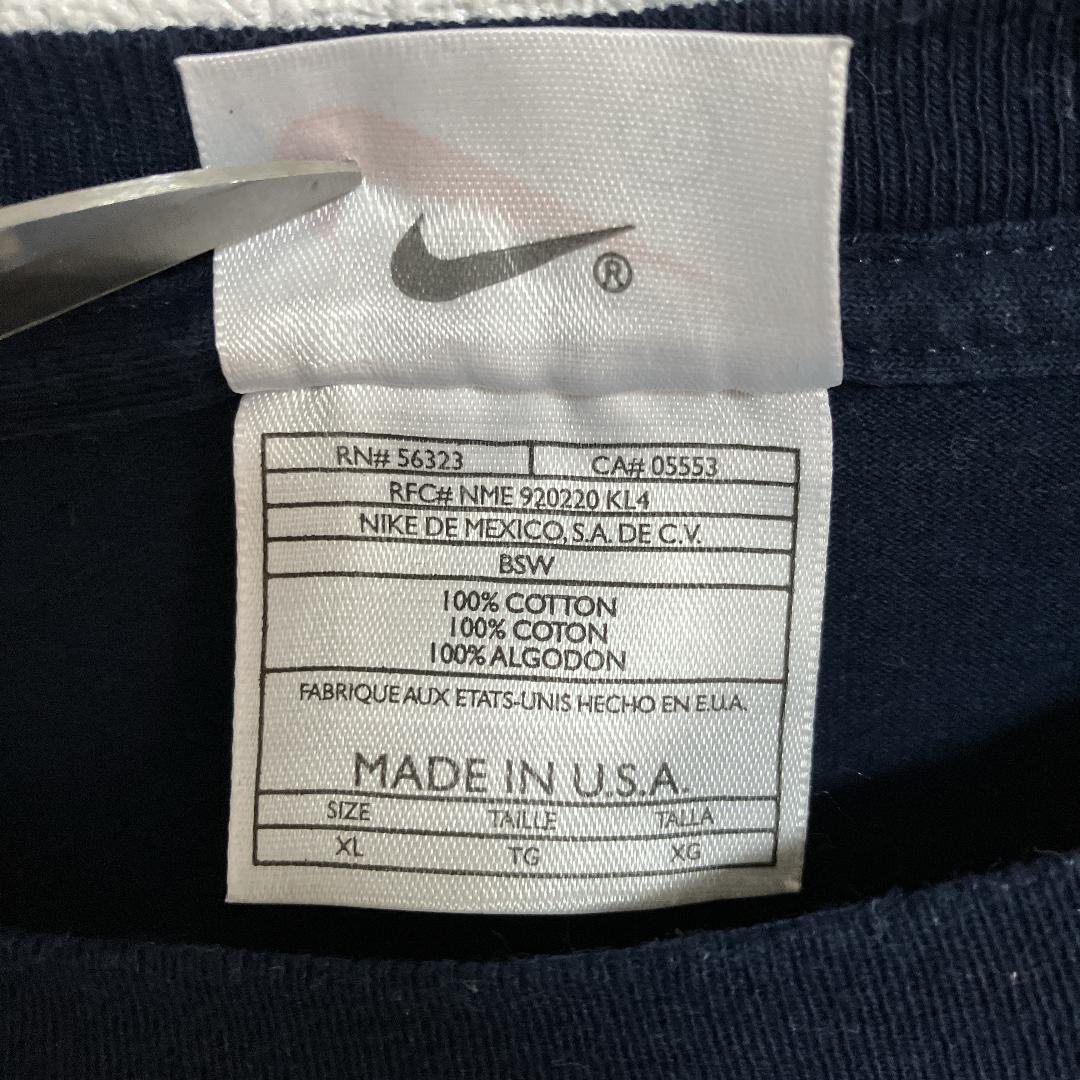 ®
RN# 56323 CA# 05553
RFC# NME 920220 KL4
NIKE DE MEXICO, S.A. DE C.V.
BSW
100% COTTON
100% COTON
100% ALGODON
FABRIQUE AUX ETATS-UNIS HECHO EN E.U.A.
MADE IN U.S.A.
SIZE TAILLE TALLA
XL TG XG